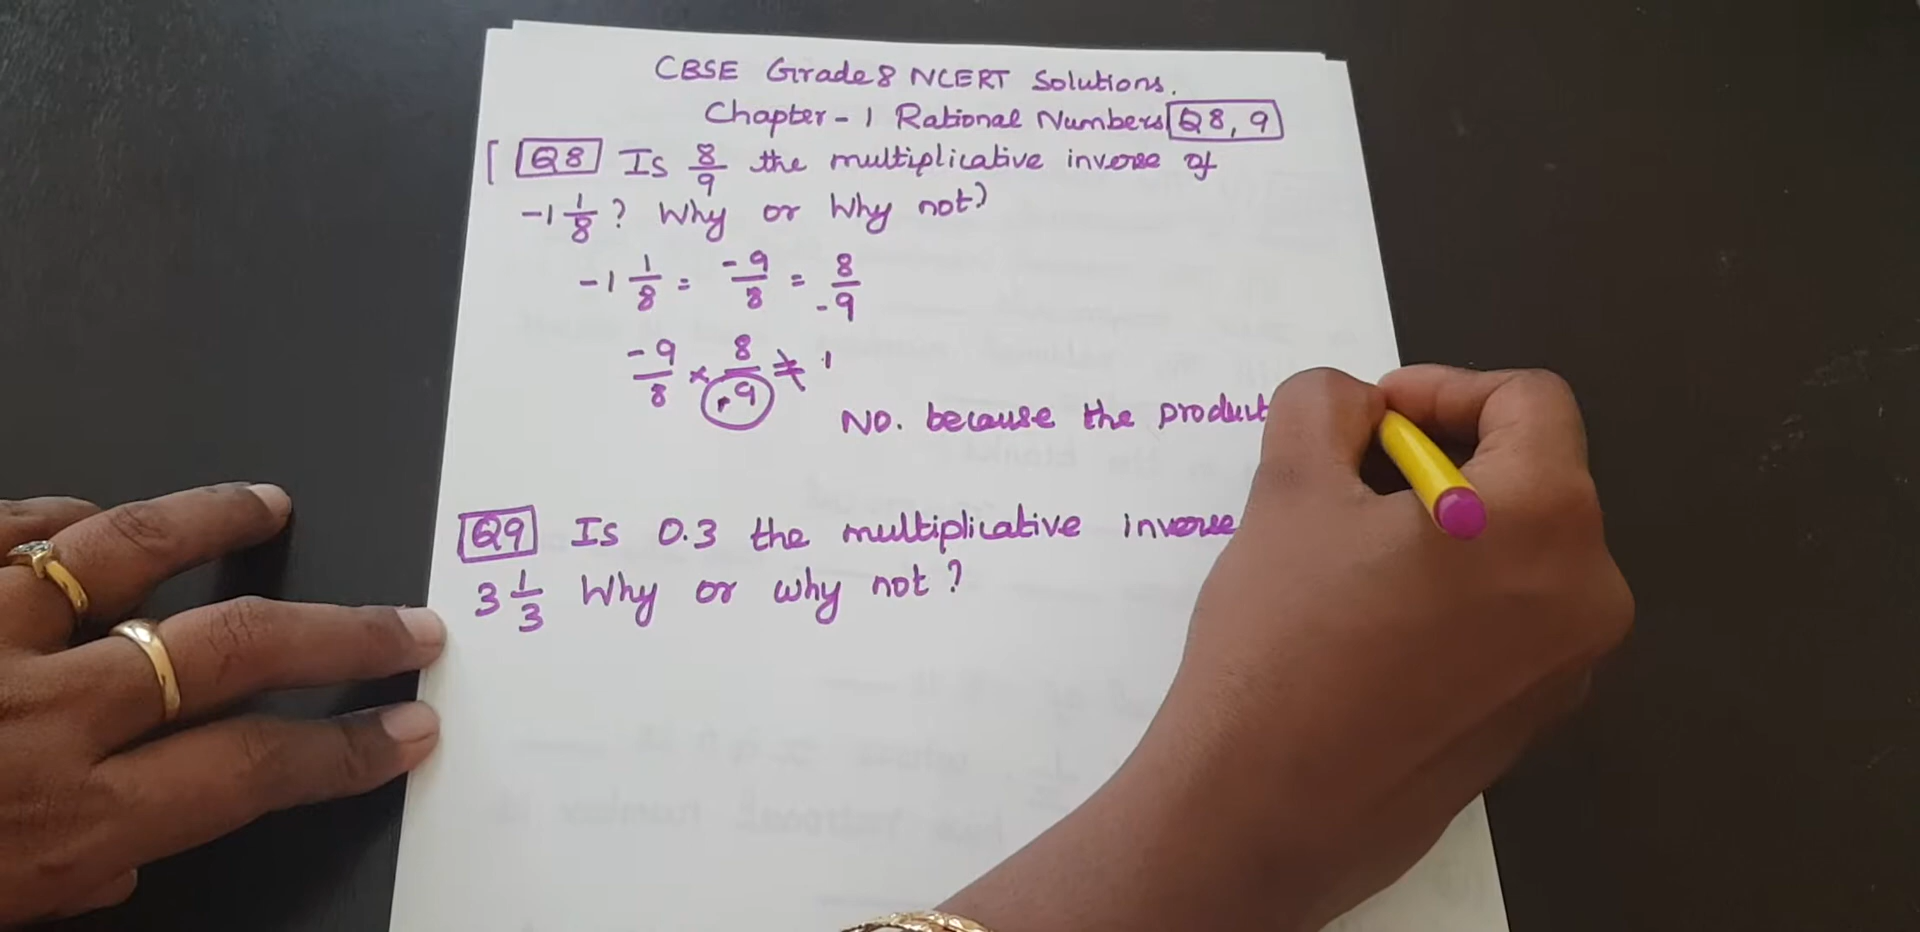 CBSE Grade 8 NCERT Solutions.
Chapter - 1 Rational Numbers Q8, 9
[ Q8 Is 8/9 the multiplicative inverse of
-1 1/8? Why or Why not?
-1 1/8 = -9/8 = 8/-9
-9/8 × 8/-9 ≠ 1
No. because the product
Q9 Is 0.3 the multiplicative inverse
3 1/3 Why or why not?